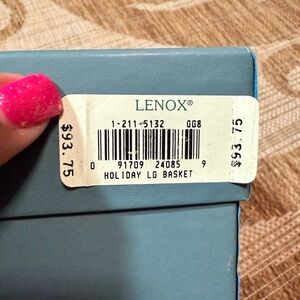 LENOX®
1-211-5132 GG8
0 91709 24085 9
HOLIDAY LG BASKET
$93.75
$93.75